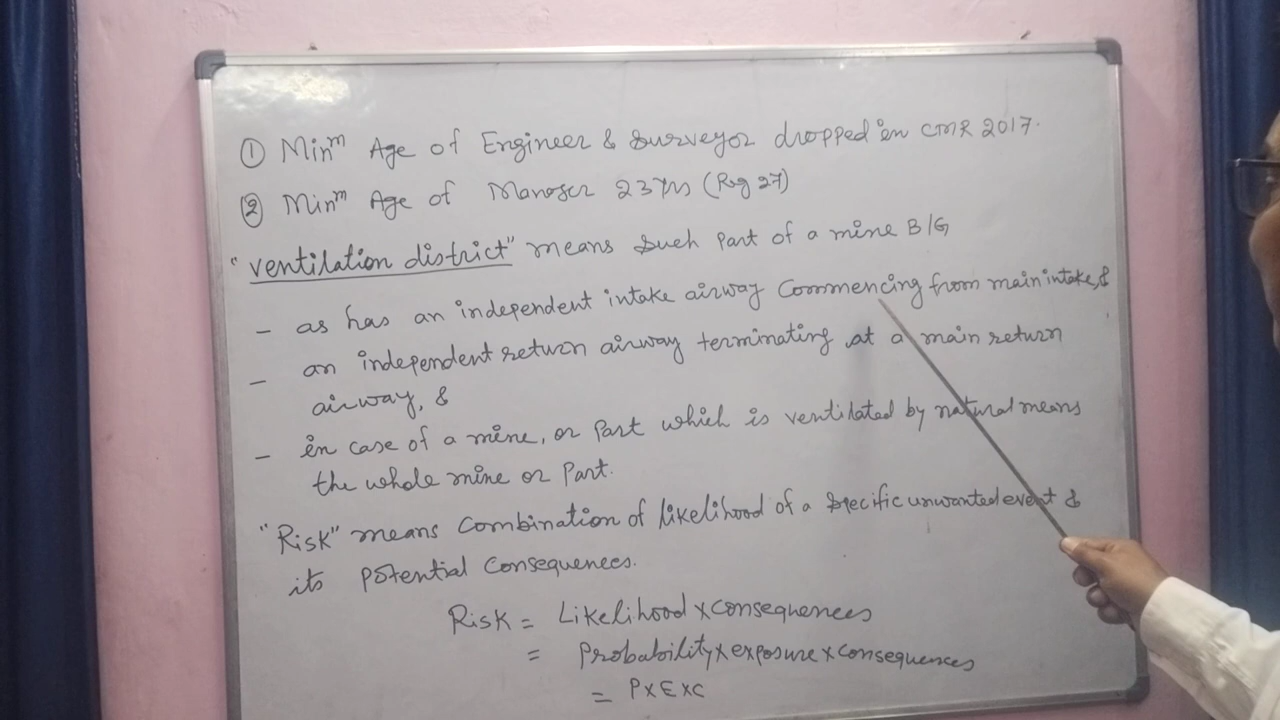 ① Minᵐ Age of Engineer & Surveyor dropped in CMR 2017.
② Minᵐ Age of Manager 23 Yrs (Reg 27)
"ventilation district" means such part of a mine B/G
- as has an independent intake airway commencing from main intake, &
- an independent return airway terminating at a main return
airway, &
- in case of a mine, or part which is ventilated by natural means
the whole mine or part.
"Risk" means combination of likelihood of a specific unwanted event &
its potential consequences.
Risk = Likelihood x consequences
= Probability x exposure x consequences
= P x E x C